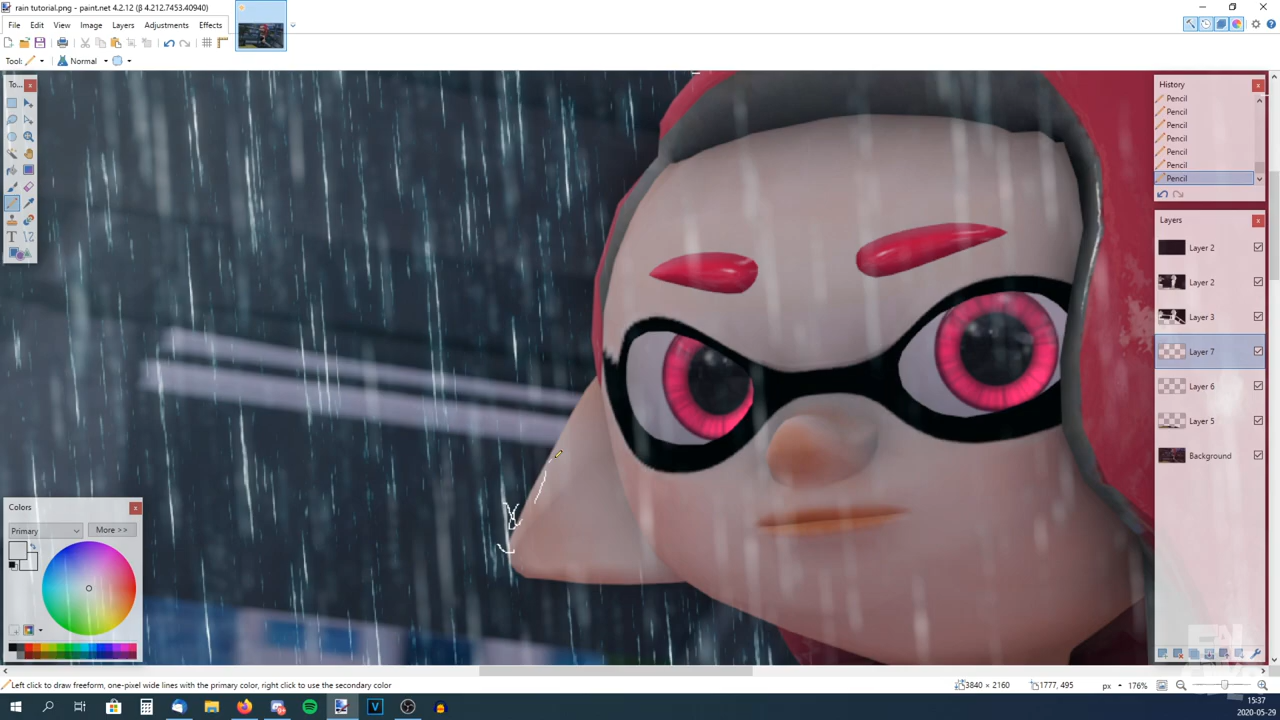 rain tutorial.png - paint.net 4.2.12 (β 4.212.7453.40940)
File Edit View Image Layers Adjustments Effects
Tool: Normal
To...
History
Pencil
Pencil
Pencil
Pencil
Pencil
Pencil
Pencil
Layers
Layer 2
Layer 2
Layer 3
Layer 7
Layer 6
Layer 5
Background
Colors
Primary
More >>
Left click to draw freeform, one-pixel wide lines with the primary color, right click to use the secondary color
3840 × 2160
1777, 495
px
176%
15:37
2020-05-29